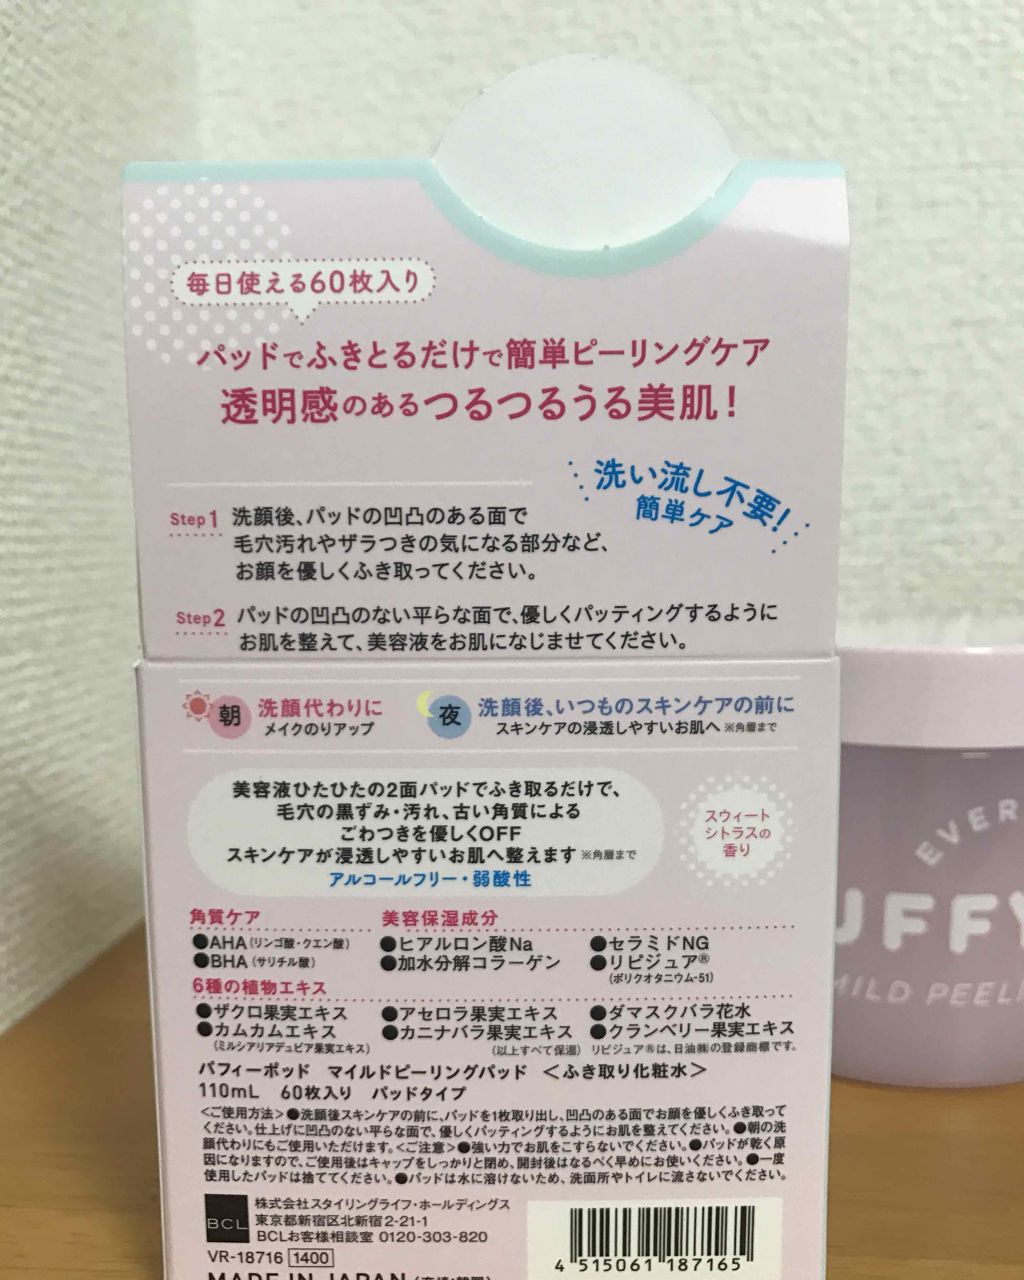 毎日使える60枚入り
パッドでふきとるだけで簡単ピーリングケア
透明感のあるつるつるうる美肌!
洗い流し不要!
簡単ケア
Step1 洗顔後、パッドの凹凸のある面で
毛穴汚れやザラつきの気になる部分など、
お顔を優しくふき取ってください。
Step2 パッドの凹凸のない平らな面で、優しくパッティングするように
お肌を整えて、美容液をお肌になじませてください。
朝 洗顔代わりに
メイクのりアップ
夜 洗顔後、いつものスキンケアの前に
スキンケアの浸透しやすいお肌へ ※角層まで
美容液ひたひたの2面パッドでふき取るだけで、
毛穴の黒ずみ・汚れ、古い角質による
ごわつきを優しくOFF
スキンケアが浸透しやすいお肌へ整えます ※角層まで
アルコールフリー・弱酸性
スウィート
シトラスの
香り
角質ケア
●AHA(リンゴ酸・クエン酸)
●BHA(サリチル酸)
美容保湿成分
●ヒアルロン酸Na ●セラミドNG
●加水分解コラーゲン ●リピジュア®
(ポリクオタニウム-51)
6種の植物エキス
●ザクロ果実エキス ●アセロラ果実エキス ●ダマスクバラ花水
●カムカムエキス ●カニナバラ果実エキス ●クランベリー果実エキス
(ミルシアリアデュビア果実エキス) (以上すべて保湿) リピジュア®は、日油㈱の登録商標です。
パフィーポッド マイルドピーリングパッド <ふき取り化粧水>
110mL 60枚入り パッドタイプ
<ご使用方法>●洗顔後スキンケアの前に、パッドを1枚取り出し、凹凸のある面でお顔を優しくふき取って
ください。仕上げに凹凸のない平らな面で、優しくパッティングするようにお肌を整えてください。●朝の洗
顔代わりにもご使用いただけます。<ご注意>●強い力でお肌をこすらないでください。●パッドが乾く原
因になりますので、ご使用後はキャップをしっかりと閉め、開封後はなるべく早めにお使いください。●一度
使用したパッドは捨ててください。●パッドは水に溶けないため、洗面所やトイレに流さないでください。
BCL
株式会社スタイリングライフ・ホールディングス
東京都新宿区北新宿2-21-1
BCLお客様相談室 0120-303-820
VR-18716 1400
MADE IN JAPAN
4 515061 187165
EVER
UFFY
MILD PEELI